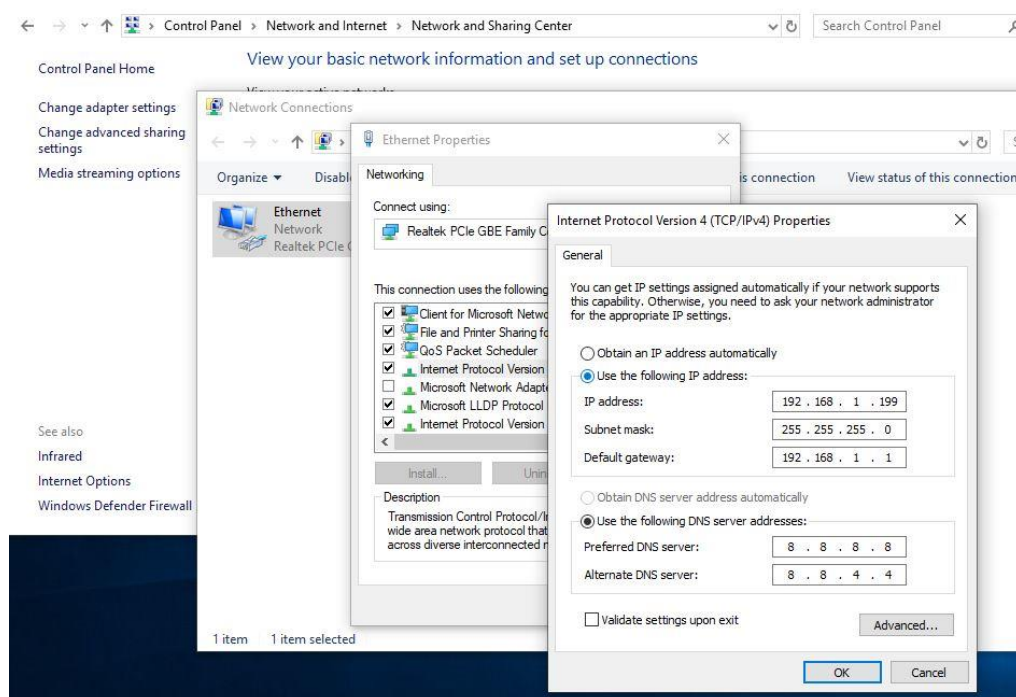 Control Panel > Network and Internet > Network and Sharing Center
Search Control Panel
Control Panel Home
Change adapter settings
Change advanced sharing
settings
Media streaming options
See also
Infrared
Internet Options
Windows Defender Firewall
View your basic network information and set up connections
Network Connections
Organize
View status of this connection
Ethernet
Network
Realtek PCIe
1 item 1 item selected
Ethernet Properties
Networking
Connect using:
Realtek PCIe GBE Family
This connection uses the following
Client for Microsoft
File and Printer Sharing
QoS Packet Scheduler
Internet Protocol Version
Microsoft Network
Microsoft LLDP Protocol
Internet Protocol Version
Install...
Description
Transmission Control
wide area network protocol that
across diverse interconnected
Internet Protocol Version 4 (TCP/IPv4) Properties
General
You can get IP settings assigned automatically if your network supports
this capability. Otherwise, you need to ask your network administrator
for the appropriate IP settings.
Obtain an IP address automatically
Use the following IP address:
IP address: 192 . 168 . 1 . 199
Subnet mask: 255 . 255 . 255 . 0
Default gateway: 192 . 168 . 1 . 1
Obtain DNS server address automatically
Use the following DNS server addresses:
Preferred DNS server: 8 . 8 . 8 . 8
Alternate DNS server: 8 . 8 . 4 . 4
Validate settings upon exit
Advanced...
OK Cancel